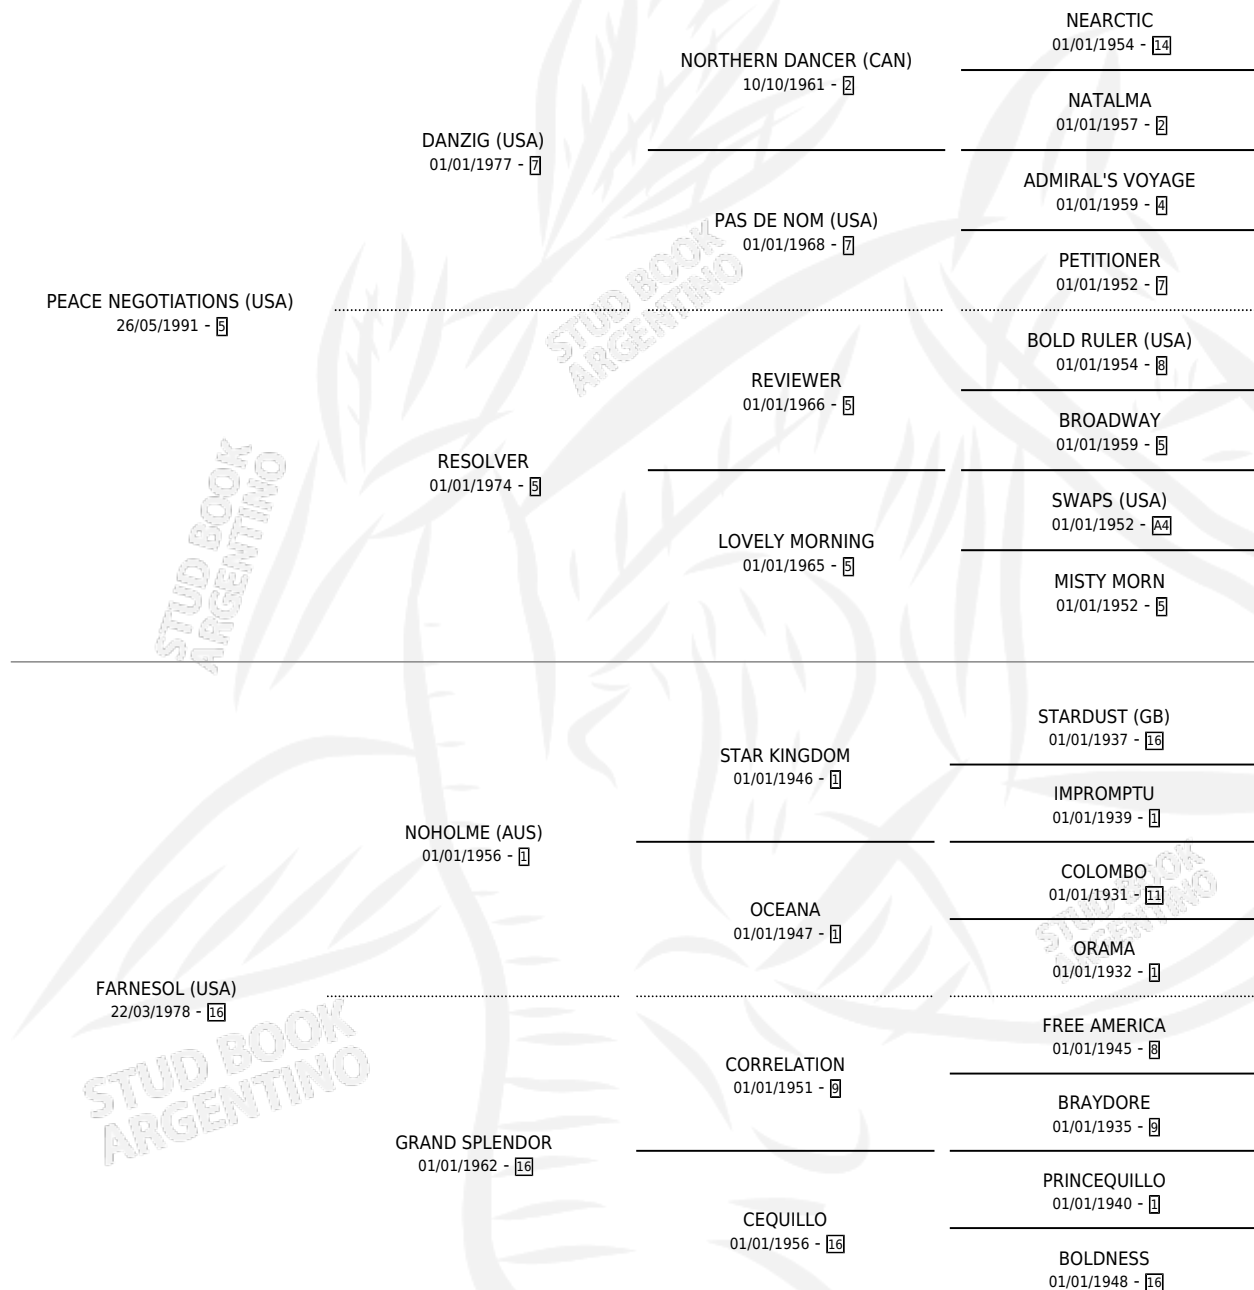 NEARCTIC
01/01/1954 - 14
NORTHERN DANCER (CAN)
10/10/1961 - 2
NATALMA
01/01/1957 - 2
DANZIG (USA)
01/01/1977 - 7
ADMIRAL'S VOYAGE
01/01/1959 - 4
PAS DE NOM (USA)
01/01/1968 - 7
PETITIONER
01/01/1952 - 7
PEACE NEGOTIATIONS (USA)
26/05/1991 - 5
BOLD RULER (USA)
01/01/1954 - 8
REVIEWER
01/01/1966 - 5
BROADWAY
01/01/1959 - 5
RESOLVER
01/01/1974 - 5
SWAPS (USA)
01/01/1952 - A4
LOVELY MORNING
01/01/1965 - 5
MISTY MORN
01/01/1952 - 5
STARDUST (GB)
01/01/1937 - 16
STAR KINGDOM
01/01/1946 - 1
IMPROMPTU
01/01/1939 - 1
NOHOLME (AUS)
01/01/1956 - 1
COLOMBO
01/01/1931 - 11
OCEANA
01/01/1947 - 1
ORAMA
01/01/1932 - 1
FARNESOL (USA)
22/03/1978 - 16
FREE AMERICA
01/01/1945 - 8
CORRELATION
01/01/1951 - 9
BRAYDORE
01/01/1935 - 9
GRAND SPLENDOR
01/01/1962 - 16
PRINCEQUILLO
01/01/1940 - 1
CEQUILLO
01/01/1956 - 16
BOLDNESS
01/01/1948 - 16
STUD BOOK
ARGENTINO
STUD BOOK
ARGENTINO
STUD BOOK
ARGENTINO
STUD BOOK
ARGENTINO